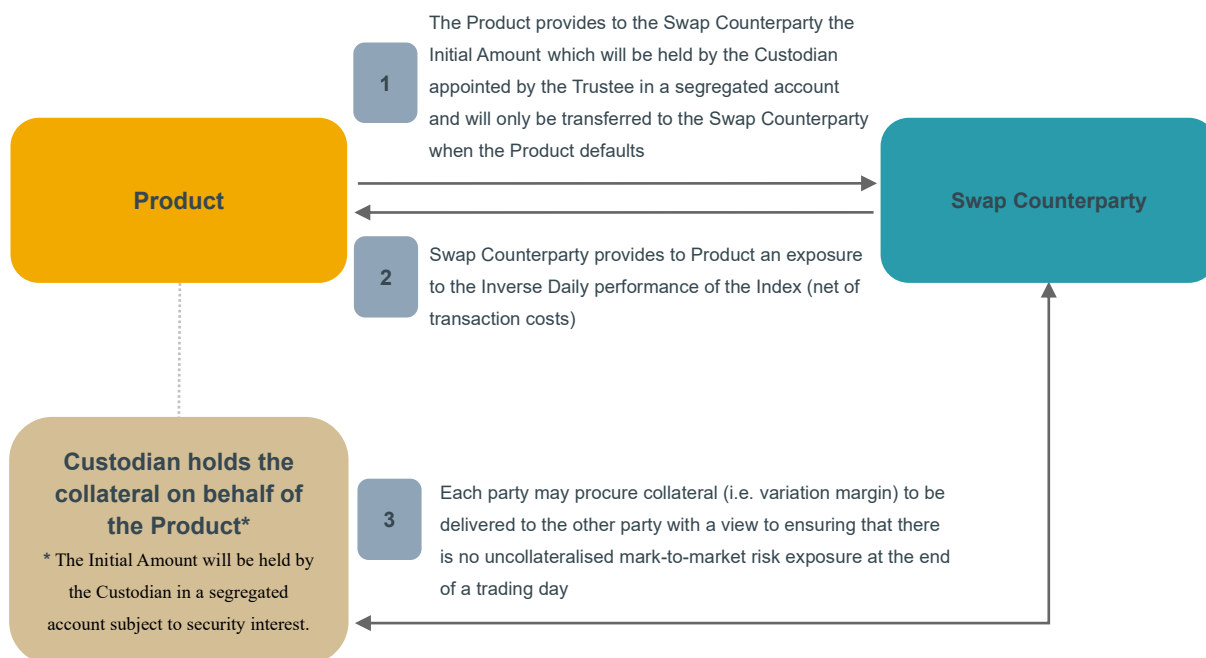 The Product provides to the Swap Counterparty the
Initial Amount which will be held by the Custodian
1
appointed by the Trustee in a segregated account
and will only be transferred to the Swap Counterparty
when the Product defaults
Product
Swap Counterparty
2
Swap Counterparty provides to Product an exposure
to the Inverse Daily performance of the Index (net of
transaction costs)
Custodian holds the
collateral on behalf of
the Product*
* The Initial Amount will be held by
the Custodian in a segregated
account subject to security interest.
3
Each party may procure collateral (i.e. variation margin) to be
delivered to the other party with a view to ensuring that there
is no uncollateralised mark-to-market risk exposure at the end
of a trading day